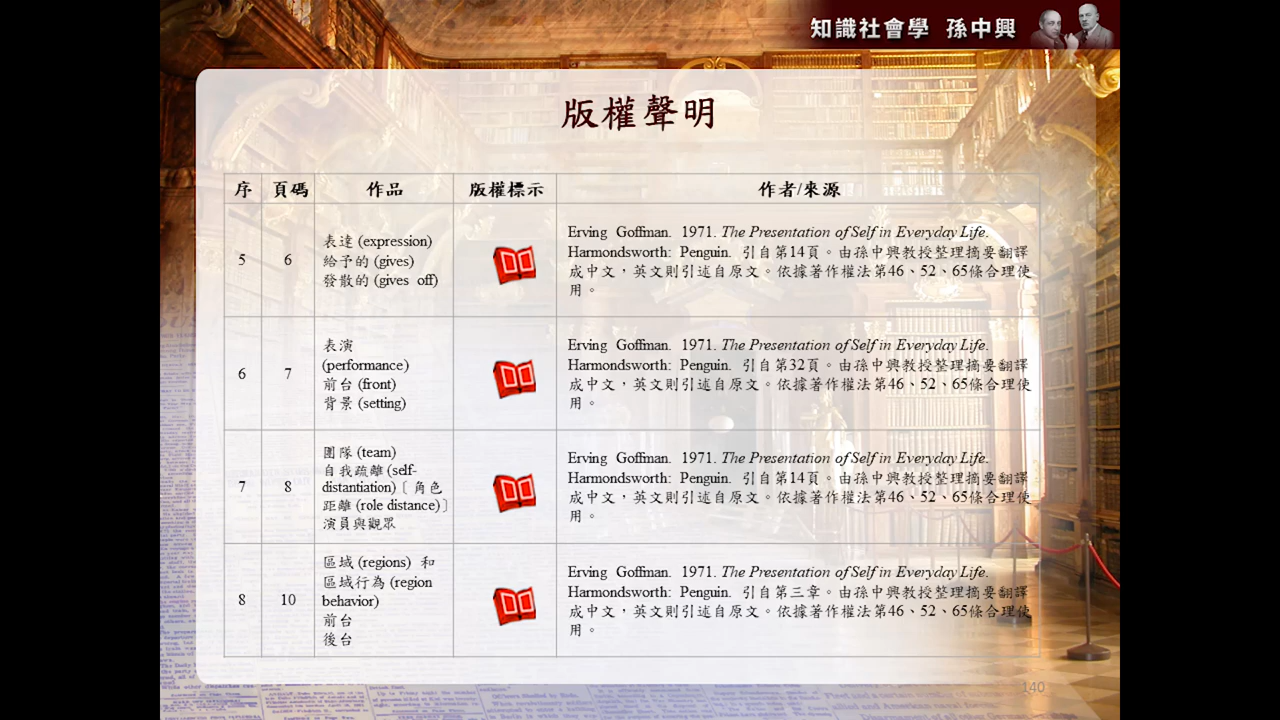 知識社會學 孫中興
版權聲明
序 頁碼 作品 版權標示 作者/來源
5 6
表達 (expression)
給予的 (gives)
發散的 (gives off)
Erving Goffman. 1971. The Presentation of Self in Everyday Life.
Harmondsworth: Penguin. 引自第14頁。由孫中興教授整理摘要翻譯
成中文，英文則引述自原文。依據著作權法第46、52、65條合理使
用。
6 7
表演
(performance)
前台 (front)
背景 (setting)
Erving Goffman. 1971. The Presentation of Self in Everyday Life.
Harmondsworth: Penguin. 引自第32頁。由孫中興教授整理摘要翻譯
成中文，英文則引述自原文。依據著作權法第46、52、65條合理使
用。
7 8
團隊 (team)
自我疏離 (self-
distantiation)〔角色
距離 (role distance)〕
演員與觀眾
Erving Goffman. 1971. The Presentation of Self in Everyday Life.
Harmondsworth: Penguin. 引自第14頁。由孫中興教授整理摘要翻譯
成中文，英文則引述自原文。依據著作權法第46、52、65條合理使
用。
8 10
區域 (regions) 和
區域行為 (region
behavior)
前台
後台
Erving Goffman. 1971. The Presentation of Self in Everyday Life.
Harmondsworth: Penguin. 引自第三章。由孫中興教授整理摘要翻譯
成中文，英文則引述自原文。依據著作權法第46、52、65條合理使
用。
140